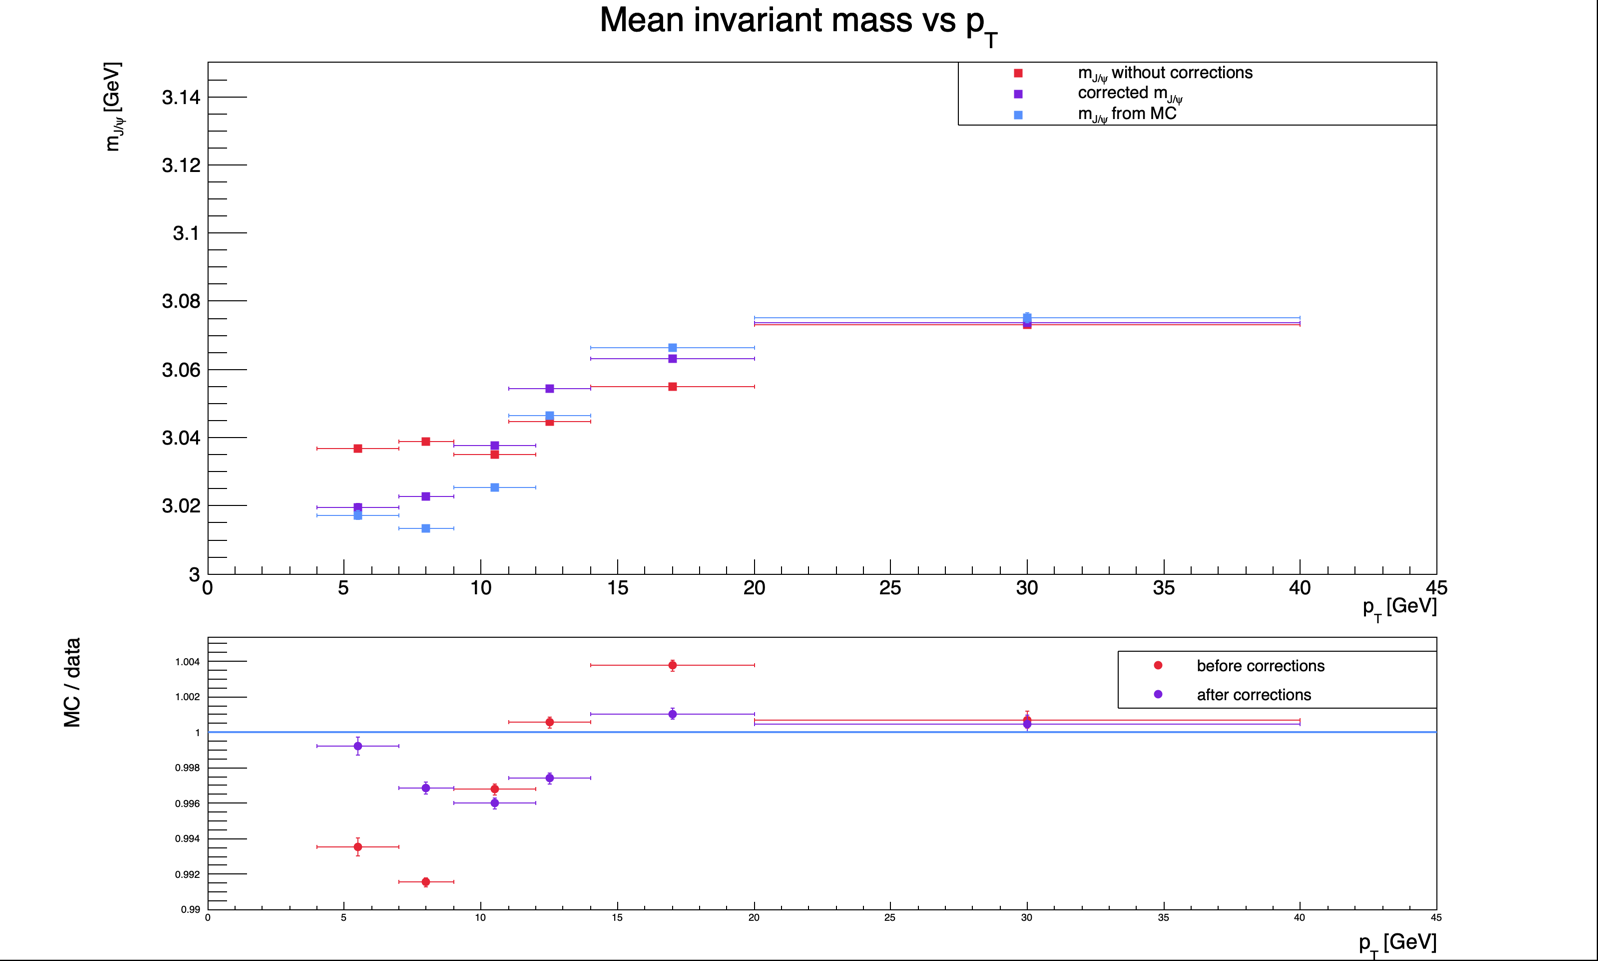 Mean invariant mass vs p_T
m_J/ψ [GeV]
m_J/ψ without corrections
corrected m_J/ψ
m_J/ψ from MC
3.14
3.12
3.1
3.08
3.06
3.04
3.02
3
0 5 10 15 20 25 30 35 40 45
p_T [GeV]
MC / data
before corrections
after corrections
1.004
1.002
1
0.998
0.996
0.994
0.992
0.99
0 5 10 15 20 25 30 35 40 45
p_T [GeV]